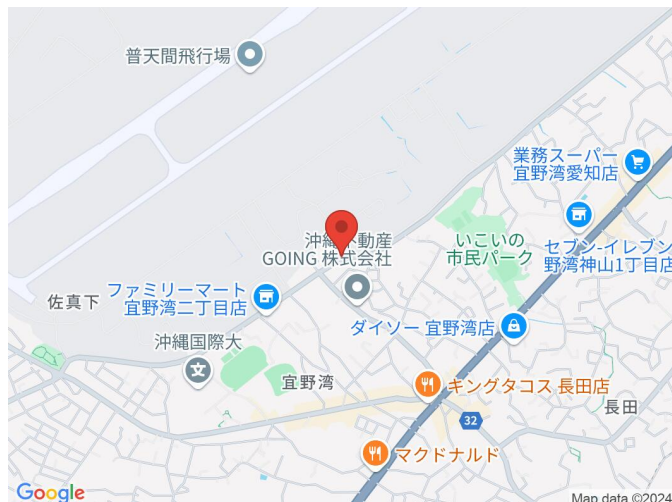 普天間飛行場
業務スーパー
宜野湾愛知店
沖縄不動産
GOING 株式会社
いこいの
市民パーク
セブン-イレブン
野湾神山1丁目店
佐真下
ファミリーマート
宜野湾二丁目店
ダイソー 宜野湾店
沖縄国際大
宜野湾
キングタコス 長田店
長田
32
マクドナルド
Google
Map data ©2024